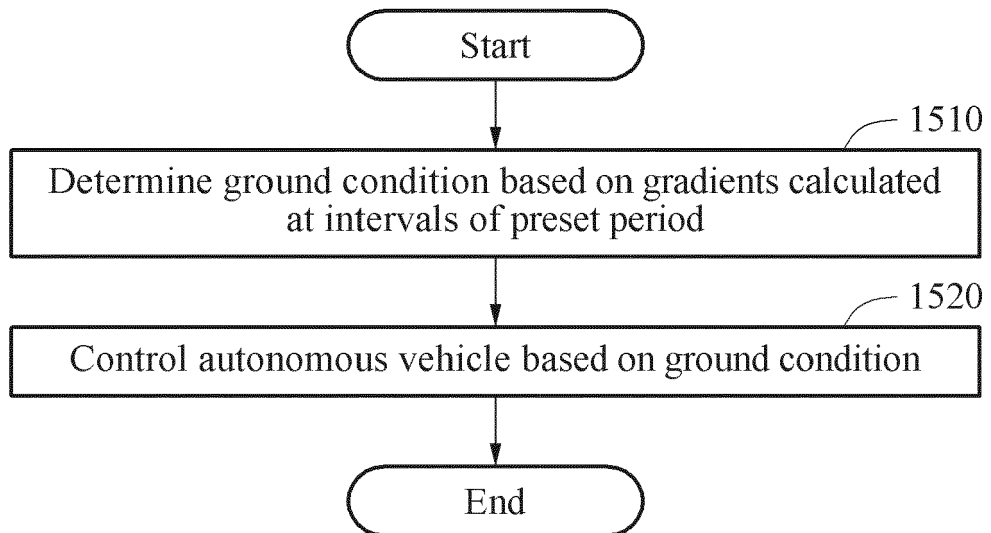 Start
1510
Determine ground condition based on gradients calculated
at intervals of preset period
1520
Control autonomous vehicle based on ground condition
End